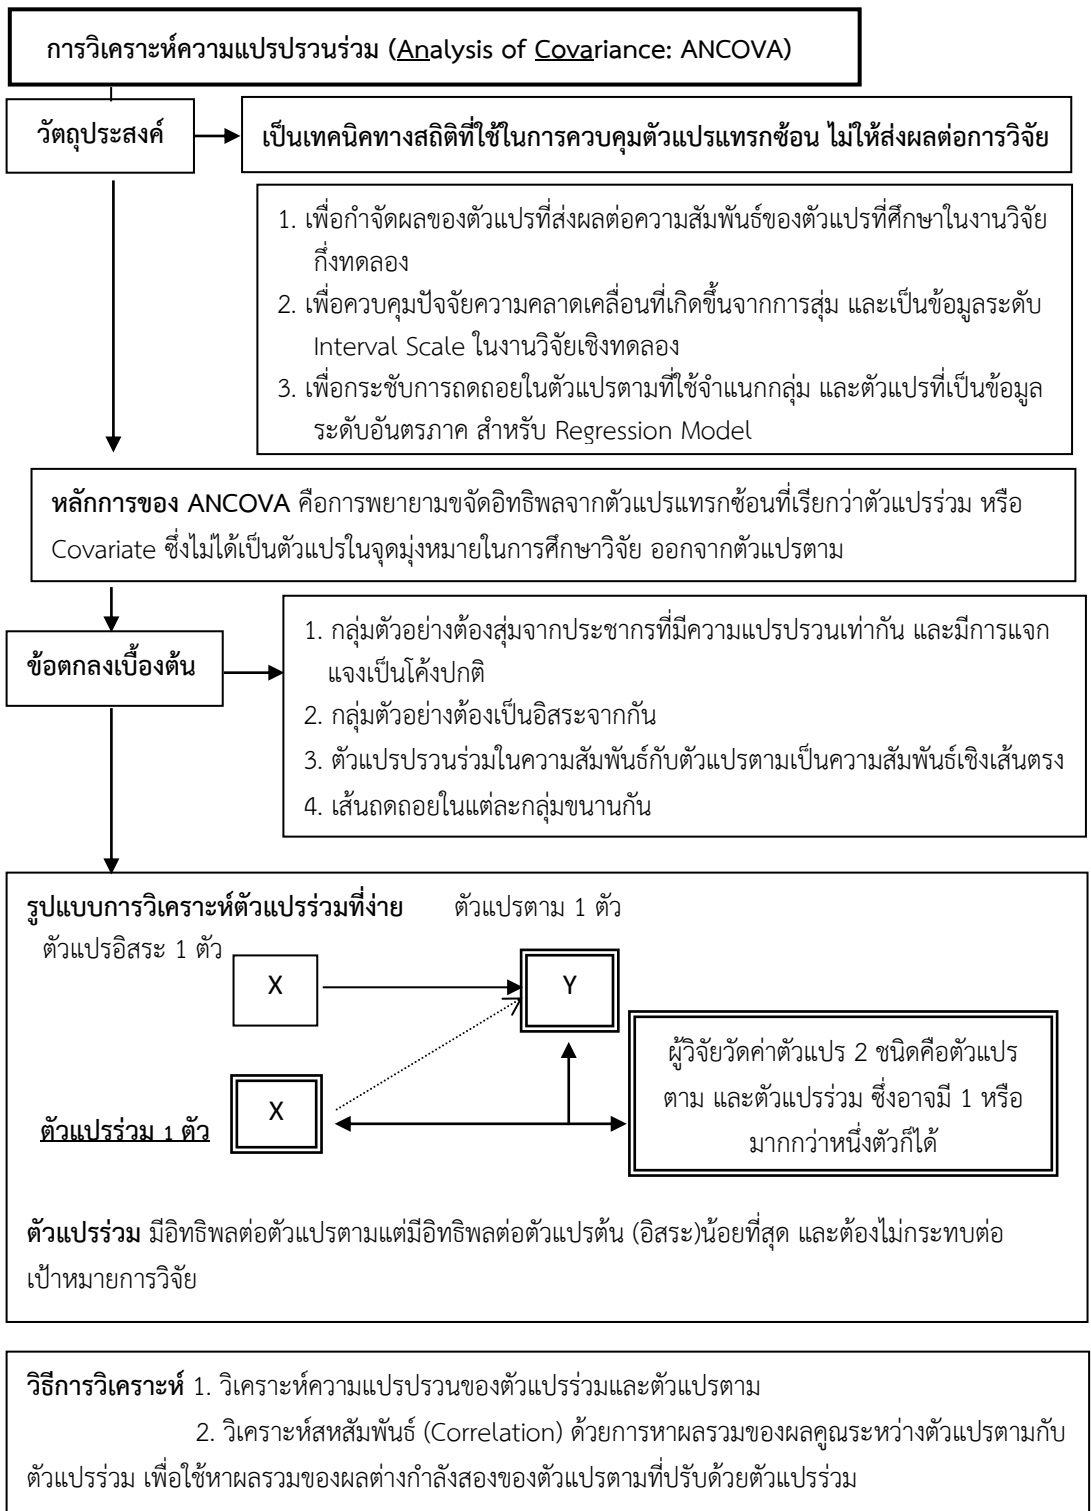 การวิเคราะห์ความแปรปรวนร่วม (Analysis of Covariance: ANCOVA)
วัตถุประสงค์
เป็นเทคนิคทางสถิติที่ใช้ในการควบคุมตัวแปรแทรกซ้อน ไม่ให้ส่งผลต่อการวิจัย
1. เพื่อกำจัดผลของตัวแปรที่ส่งผลต่อความสัมพันธ์ของตัวแปรที่ศึกษาในงานวิจัย
กึ่งทดลอง
2. เพื่อควบคุมปัจจัยความคลาดเคลื่อนที่เกิดขึ้นจากการสุ่ม และเป็นข้อมูลระดับ
Interval Scale ในงานวิจัยเชิงทดลอง
3. เพื่อกระชับการถดถอยในตัวแปรตามที่ใช้จำแนกกลุ่ม และตัวแปรที่เป็นข้อมูล
ระดับอันตรภาค สำหรับ Regression Model
หลักการของ ANCOVA คือการพยายามขจัดอิทธิพลจากตัวแปรแทรกซ้อนที่เรียกว่าตัวแปรร่วม หรือ
Covariate ซึ่งไม่ได้เป็นตัวแปรในจุดมุ่งหมายในการศึกษาวิจัย ออกจากตัวแปรตาม
ข้อตกลงเบื้องต้น
1. กลุ่มตัวอย่างต้องสุ่มจากประชากรที่มีความแปรปรวนเท่ากัน และมีการแจก
แจงเป็นโค้งปกติ
2. กลุ่มตัวอย่างต้องเป็นอิสระจากกัน
3. ตัวแปรปรวนร่วมในความสัมพันธ์กับตัวแปรตามเป็นความสัมพันธ์เชิงเส้นตรง
4. เส้นถดถอยในแต่ละกลุ่มขนานกัน
รูปแบบการวิเคราะห์ตัวแปรร่วมที่ง่าย ตัวแปรตาม 1 ตัว
ตัวแปรอิสระ 1 ตัว
X
Y
ผู้วิจัยวัดค่าตัวแปร 2 ชนิดคือตัวแปร
ตาม และตัวแปรร่วม ซึ่งอาจมี 1 หรือ
มากกว่าหนึ่งตัวก็ได้
X
ตัวแปรร่วม 1 ตัว
ตัวแปรร่วม มีอิทธิพลต่อตัวแปรตามแต่มีอิทธิพลต่อตัวแปรต้น (อิสระ)น้อยที่สุด และต้องไม่กระทบต่อ
เป้าหมายการวิจัย
วิธีการวิเคราะห์ 1. วิเคราะห์ความแปรปรวนของตัวแปรร่วมและตัวแปรตาม
2. วิเคราะห์สหสัมพันธ์ (Correlation) ด้วยการหาผลรวมของผลคูณระหว่างตัวแปรตามกับ
ตัวแปรร่วม เพื่อใช้หาผลรวมของผลต่างกำลังสองของตัวแปรตามที่ปรับด้วยตัวแปรร่วม